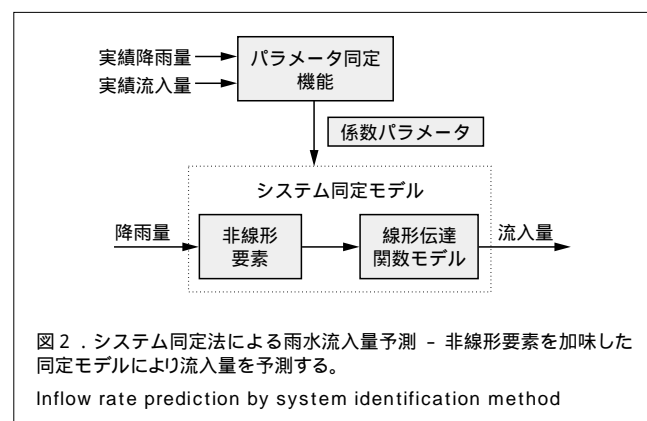 実績降雨量
実績流入量
パラメータ同定
機能
係数パラメータ
システム同定モデル
降雨量
非線形
要素
線形伝達
関数モデル
流入量
図2．システム同定法による雨水流入量予測 － 非線形要素を加味した
同定モデルにより流入量を予測する。
Inflow rate prediction by system identification method